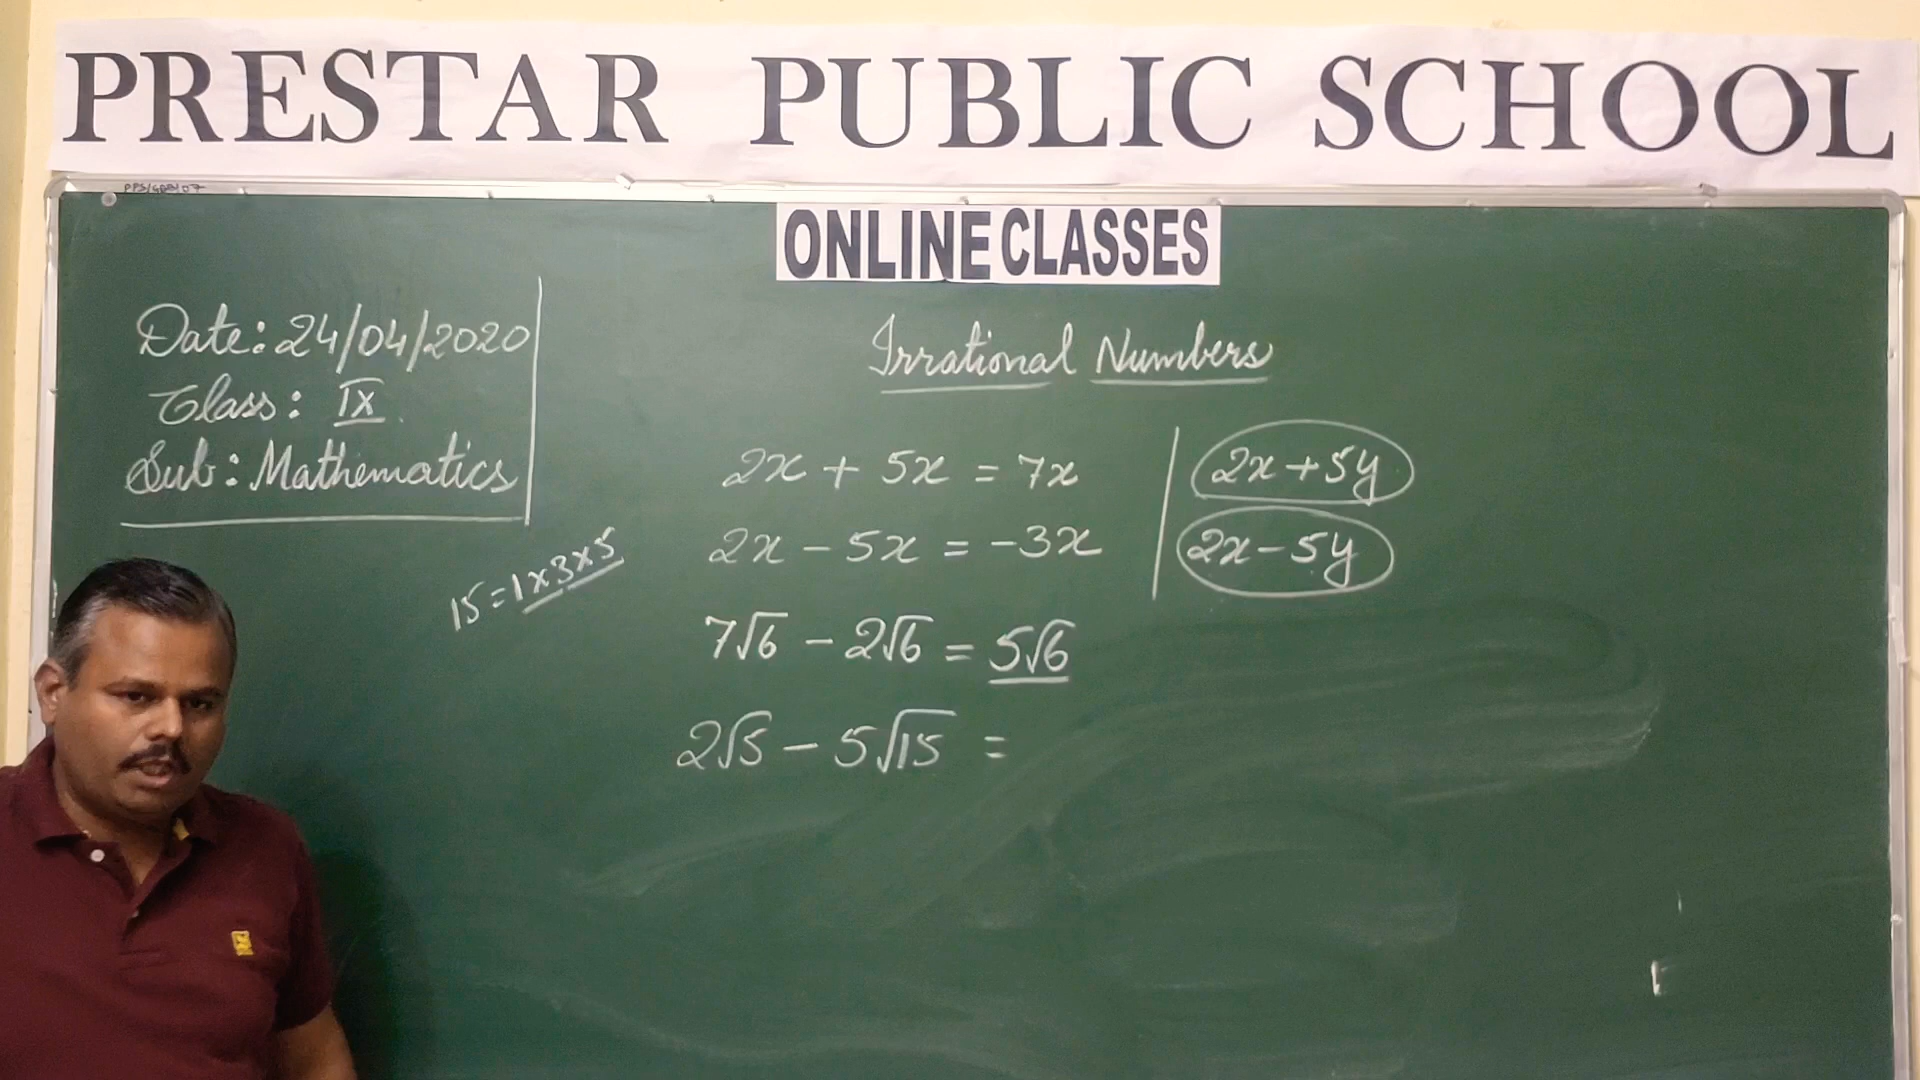 PRESTAR PUBLIC SCHOOL
ONLINE CLASSES
Date: 24/04/2020
Class: IX
Sub: Mathematics
Irrational Numbers
2x + 5x = 7x
2x + 5y
2x - 5x = -3x
2x - 5y
15 = 1 x 3 x 5
7√6 - 2√6 = 5√6
2√5 - 5√15 =